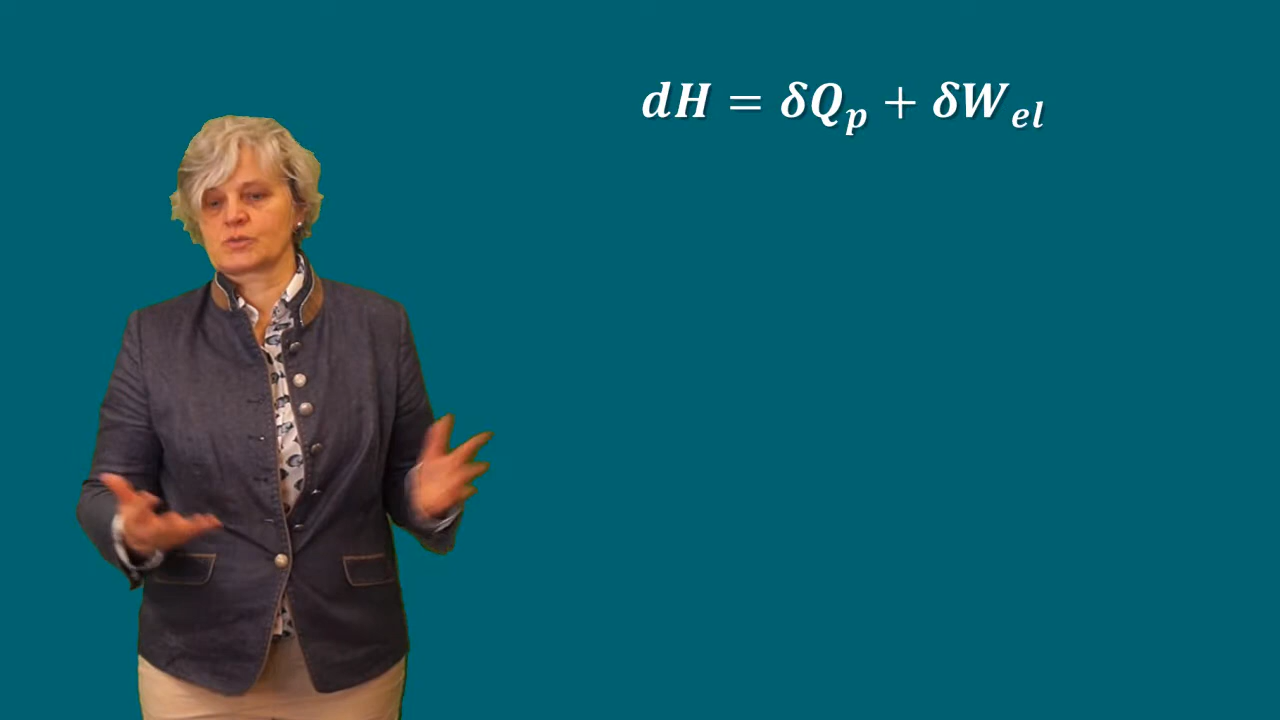 dH = δQ_p + δW_el